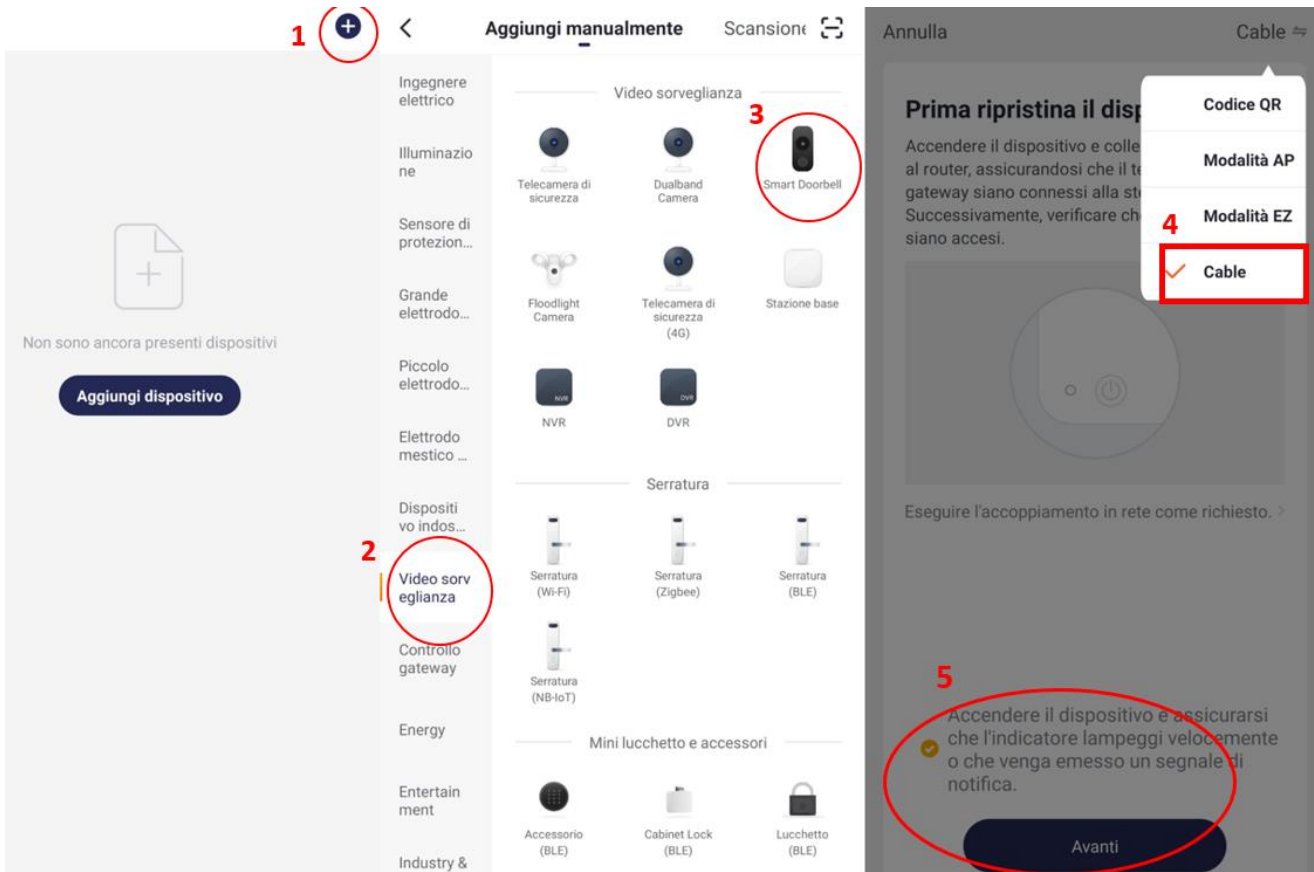 1
Non sono ancora presenti dispositivi
Aggiungi dispositivo
Aggiungi manualmente
Scansione
Ingegnere
elettrico
Illuminazio
ne
Sensore di
protezion...
Grande
elettrodo...
Piccolo
elettrodo...
Elettrodo
mestico ...
Dispositi
vo indos...
2
Video sorv
eglianza
Controllo
gateway
Energy
Entertain
ment
Industry &
Video sorveglianza
3
Telecamera di
sicurezza
Dualband
Camera
Smart Doorbell
Floodlight
Camera
Telecamera di
sicurezza
(4G)
Stazione base
NVR
NVR
DVR
DVR
Serratura
Serratura
(Wi-Fi)
Serratura
(Zigbee)
Serratura
(BLE)
Serratura
(NB-IoT)
Mini lucchetto e accessori
Accessorio
(BLE)
Cabinet Lock
(BLE)
Lucchetto
(BLE)
Annulla
Cable
Prima ripristina il disp
Accendere il dispositivo e colle
al router, assicurandosi che il te
gateway siano connessi alla ste
Successivamente, verificare ch
siano accesi.
Codice QR
Modalità AP
Modalità EZ
4
Cable
Eseguire l'accoppiamento in rete come richiesto.
5
Accendere il dispositivo e assicurarsi
che l'indicatore lampeggi velocemente
o che venga emesso un segnale di
notifica.
Avanti